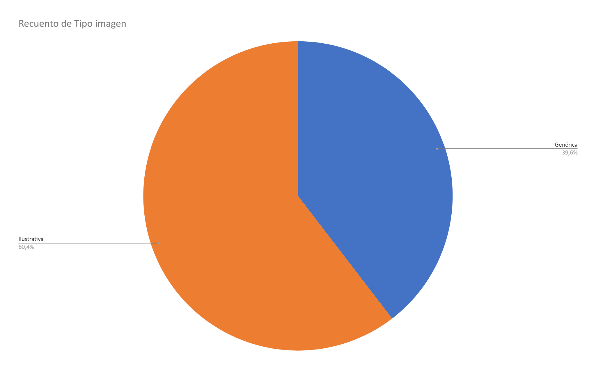 Recuento de Tipo imagen
Genérica
39,6%
Ilustrativa
60,4%